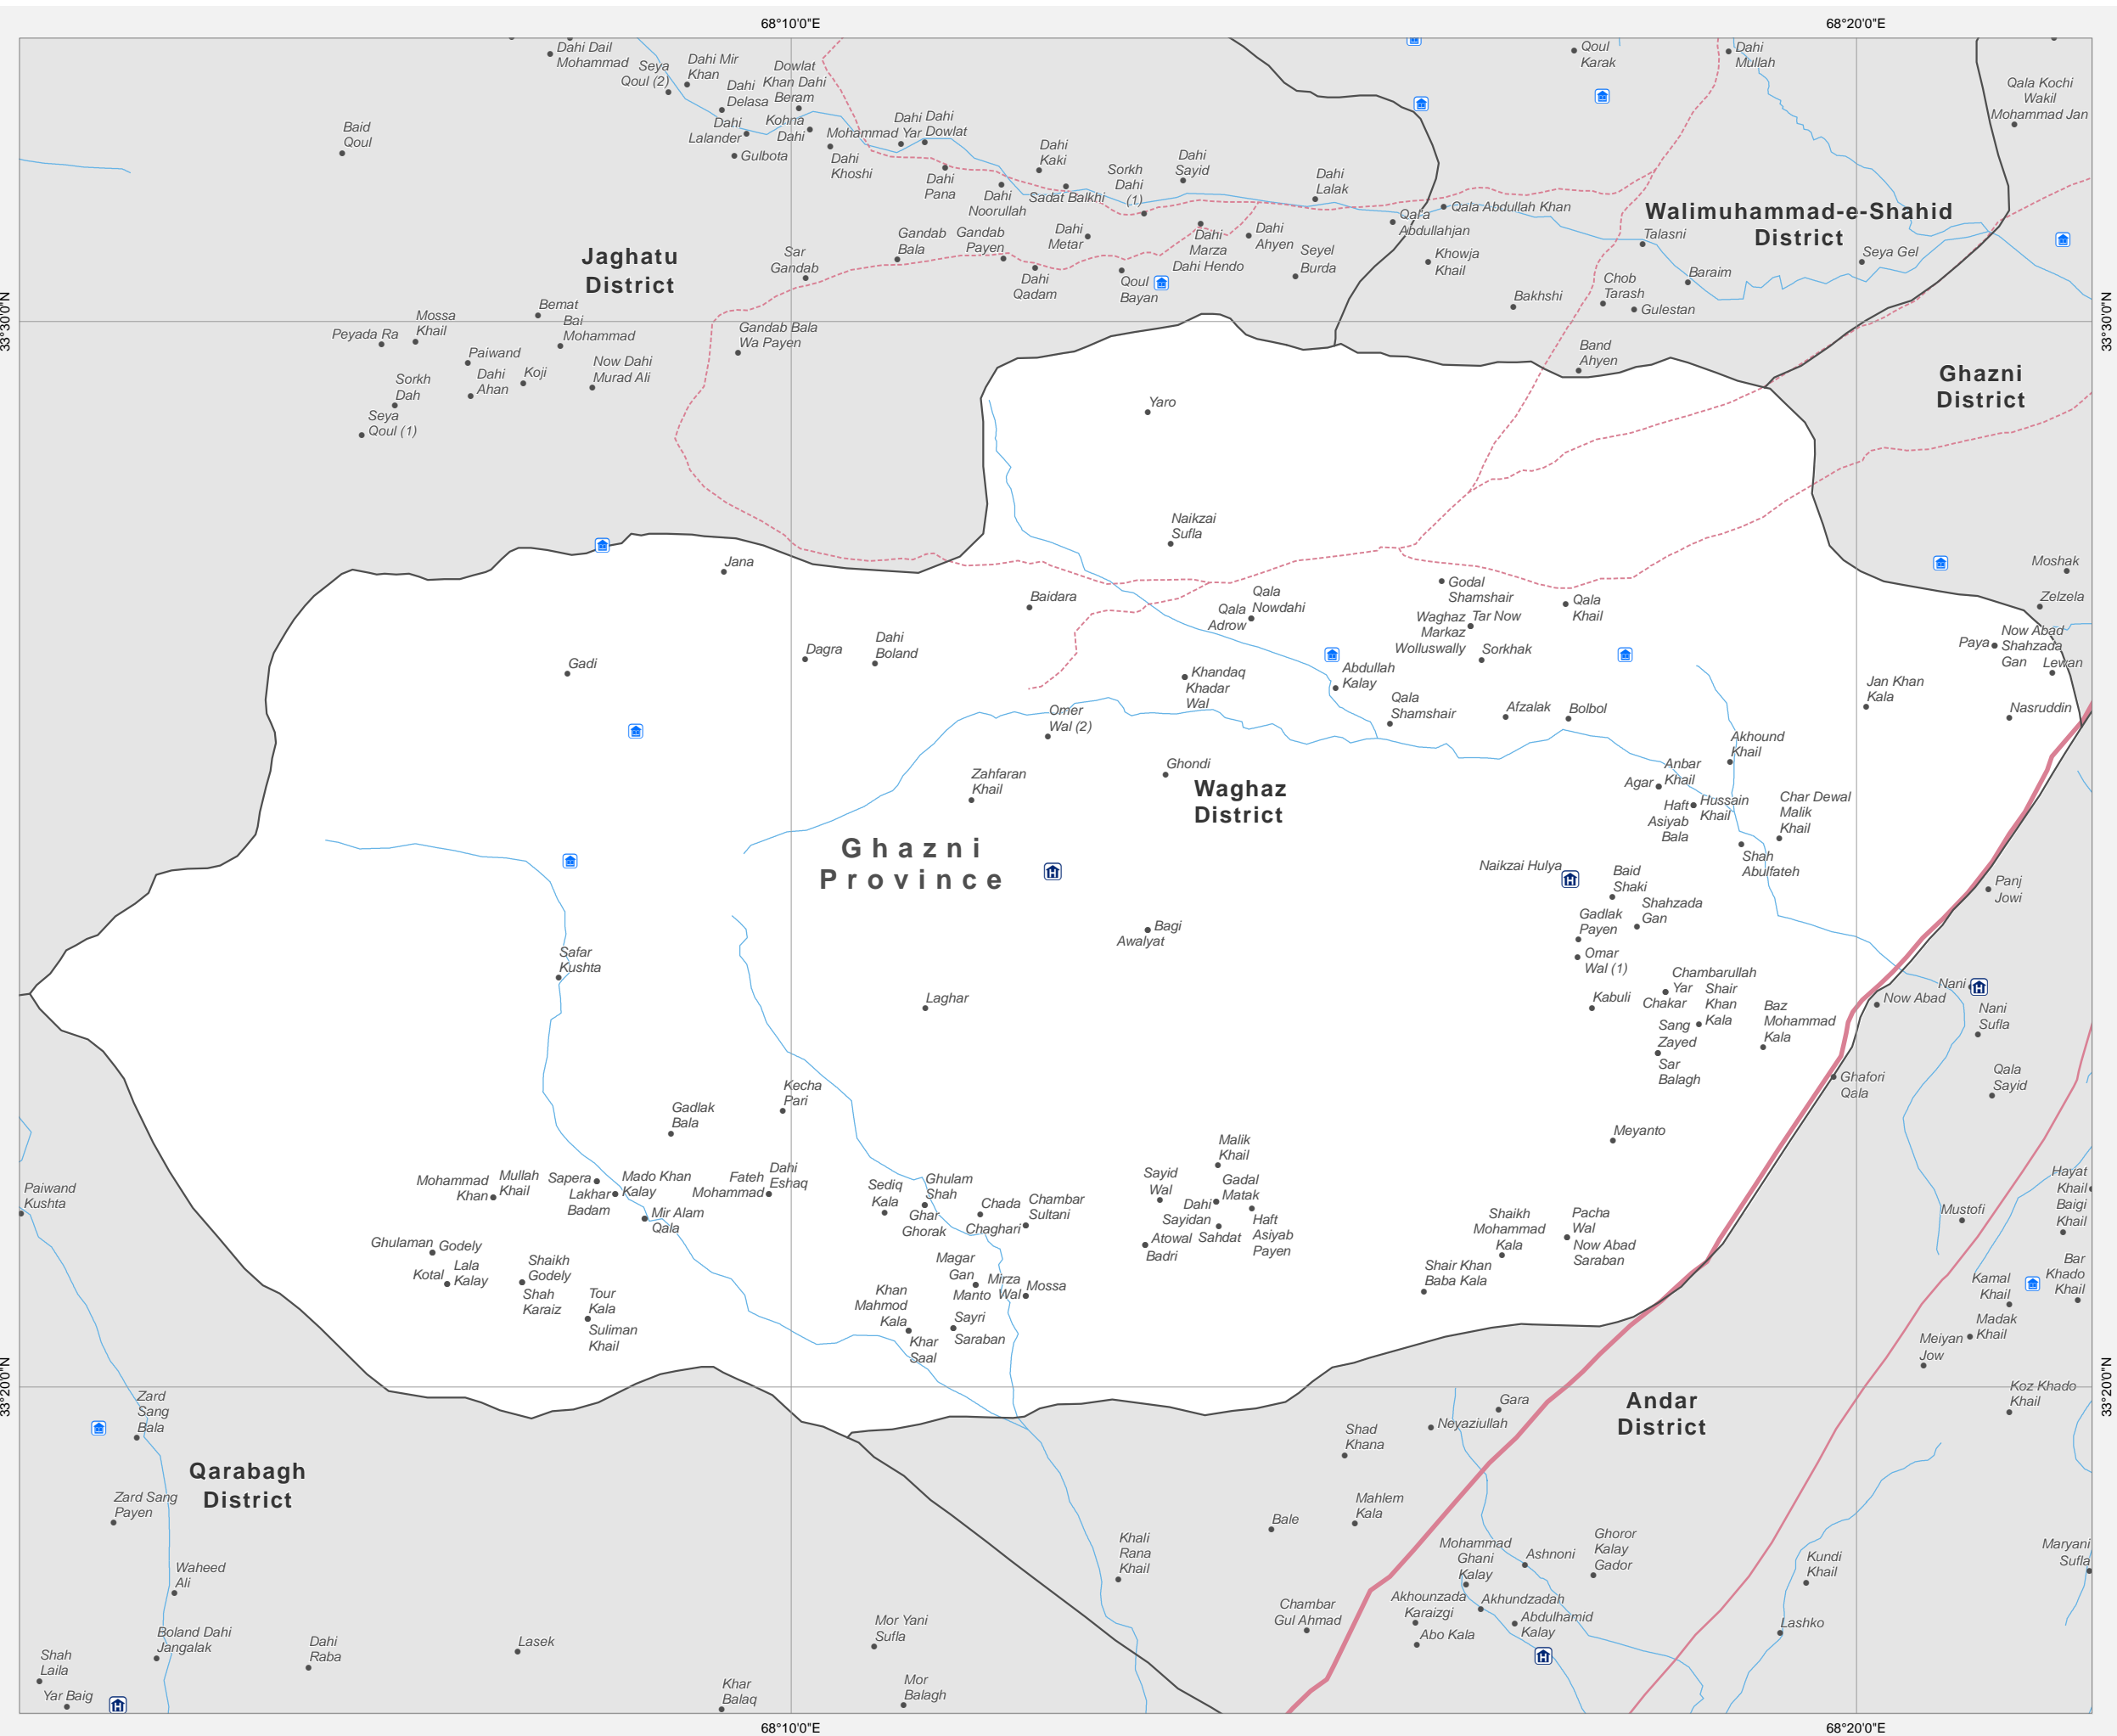 68°10'0"E
68°20'0"E
Dahi Dail
Mohammad
Seya
Qoul (2)
Dahi Mir
Khan
Dahi
Delasa
Dowlat
Khan Dahi
Beram
Qoul
Karak
Dahi
Mullah
Qala Kochi
Wakil
Mohammad Jan
Baid
Qoul
Dahi
Lalander
Kohna
Dahi
Gulbota
Mohammad Yar
Dahi
Dahi
Dowlat
Dahi
Khoshi
Dahi
Pana
Dahi
Kaki
Dahi
Noorullah
Sadat Balkhi
Sorkh
Dahi
(1)
Dahi
Sayid
Dahi
Lalak
Qala
Abdullahjan
Qala Abdullah Khan
Walimuhammad-e-Shahid
District
Talasni
Seya Gel
Jaghatu
District
Sar
Gandab
Gandab
Bala
Gandab
Payen
Dahi
Metar
Dahi
Qadam
Qoul
Bayan
Dahi
Marza
Dahi Hendo
Dahi
Ahyen
Seyel
Burda
Khowja
Khail
Bakhshi
Chob
Tarash
Baraim
Gulestan
33°30'0"N
33°30'0"N
Peyada Ra
Mossa
Khail
Bemat
Bai
Mohammad
Gandab Bala
Wa Payen
Paiwand
Dahi
Ahan
Koji
Now Dahi
Murad Ali
Sorkh
Dah
Seya
Qoul (1)
Band
Ahyen
Ghazni
District
Yaro
Naikzai
Sufla
Jana
Baidara
Qala
Nowdahi
Qala
Adrow
Godal
Shamshair
Waghaz
Markaz
Wolluswally
Tar Now
Sorkhak
Qala
Khail
Moshak
Zelzela
Paya
Now Abad
Shahzada
Gan
Lewan
Gadi
Dagra
Dahi
Boland
Khandaq
Khadar
Wal
Abdullah
Kalay
Qala
Shamshair
Afzalak
Bolbol
Jan Khan
Kala
Nasruddin
Omer
Wal (2)
Akhound
Khail
Zahfaran
Khail
Ghondi
Waghaz
District
Agar
Anbar
Khail
Haft
Asiyab
Bala
Hussain
Khail
Char Dewal
Malik
Khail
Shah
Abulfateh
Ghazni
Province
Naikzai Hulya
Baid
Shaki
Shahzada
Gan
Gadlak
Payen
Panj
Jowi
Bagi
Awalyat
Omar
Wal (1)
Safar
Kushta
Laghar
Kabuli
Chambarullah
Yar
Chakar
Shair
Khan
Kala
Sang
Zayed
Sar
Balagh
Baz
Mohammad
Kala
Nani
Now Abad
Nani
Sufla
Ghafori
Qala
Qala
Sayid
Kecha
Pari
Gadlak
Bala
Meyanto
Malik
Khail
Paiwand
Kushta
Mohammad
Khan
Mullah
Khail
Sapera
Lakhar
Badam
Mado Khan
Kalay
Mir Alam
Qala
Fateh
Mohammad
Dahi
Eshaq
Sediq
Kala
Ghulam
Shah
Ghar
Ghorak
Chada
Chaghari
Chambar
Sultani
Sayid
Wal
Gadal
Matak
Dahi
Sayidan
Sahdat
Haft
Asiyab
Payen
Atowal
Badri
Shaikh
Mohammad
Kala
Pacha
Wal
Now Abad
Saraban
Mustofi
Hayat
Khail
Baigi
Khail
Ghulaman
Godely
Kotal
Lala
Kalay
Shaikh
Godely
Shah
Karaiz
Tour
Kala
Suliman
Khail
Magar
Gan
Manto
Mirza
Wal
Mossa
Khan
Mahmod
Kala
Khar
Saal
Sayri
Saraban
Shair Khan
Baba Kala
Kamal
Khail
Bar
Khado
Khail
Madak
Khail
Meiyan
Jow
33°20'0"N
33°20'0"N
Zard
Sang
Bala
Gara
Neyaziullah
Andar
District
Koz Khado
Khail
Shad
Khana
Qarabagh
District
Zard Sang
Payen
Bale
Mahlem
Kala
Khali
Rana
Khail
Mohammad
Ghani
Kalay
Ashnoni
Ghoror
Kalay
Gador
Kundi
Khail
Maryani
Sufla
Waheed
Ali
Chambar
Gul Ahmad
Akhounzada
Karaizgi
Akhundzadah
Abdulhamid
Kalay
Abo Kala
Lashko
Boland Dahi
Jangalak
Dahi
Raba
Lasek
Mor Yani
Sufla
Shah
Laila
Yar Baig
Khar
Balaq
Mor
Balagh
68°10'0"E
68°20'0"E